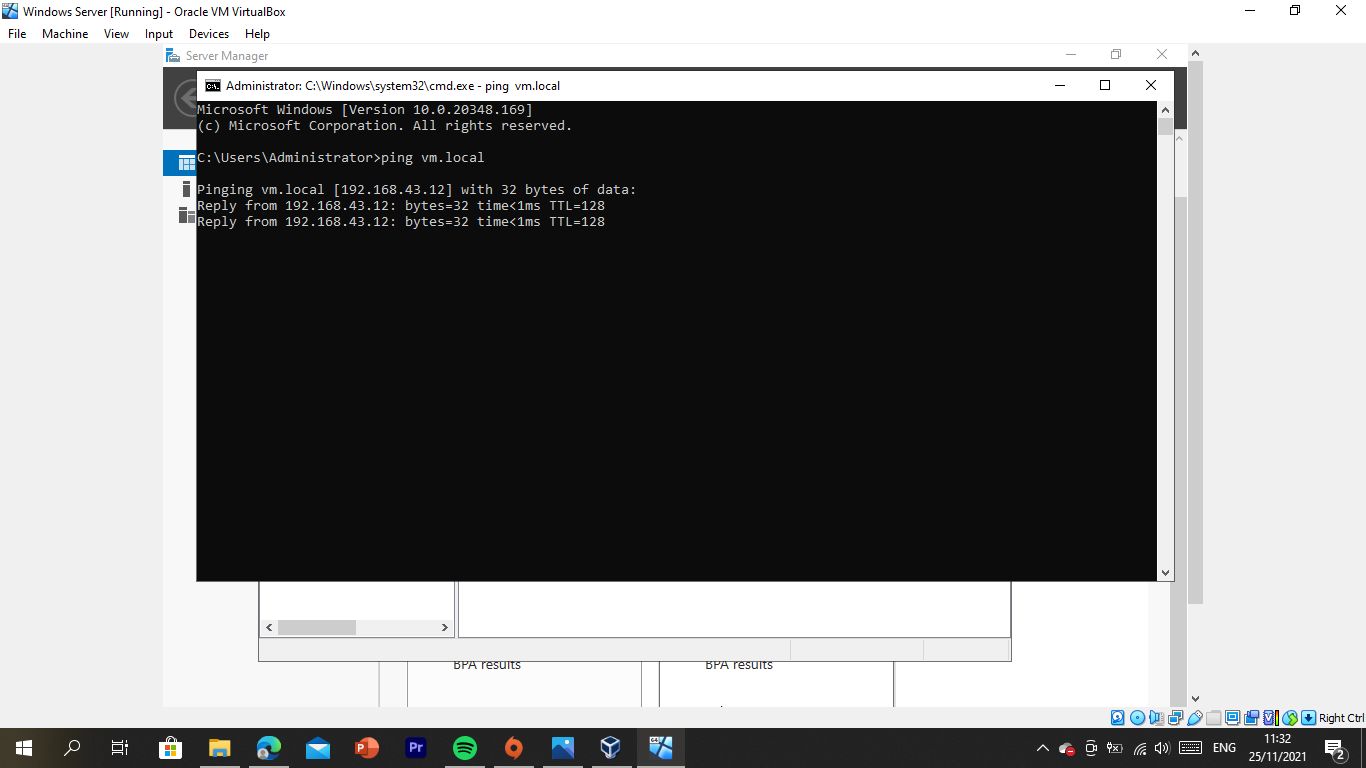 Windows Server [Running] - Oracle VM VirtualBox
File Machine View Input Devices Help
Server Manager
Administrator: C:\Windows\system32\cmd.exe - ping  vm.local
Microsoft Windows [Version 10.0.20348.169]
(c) Microsoft Corporation. All rights reserved.
C:\Users\Administrator>ping vm.local
Pinging vm.local [192.168.43.12] with 32 bytes of data:
Reply from 192.168.43.12: bytes=32 time<1ms TTL=128
Reply from 192.168.43.12: bytes=32 time<1ms TTL=128
BPA results BPA results
Right Ctrl
Pr
ENG
11:32
25/11/2021
2